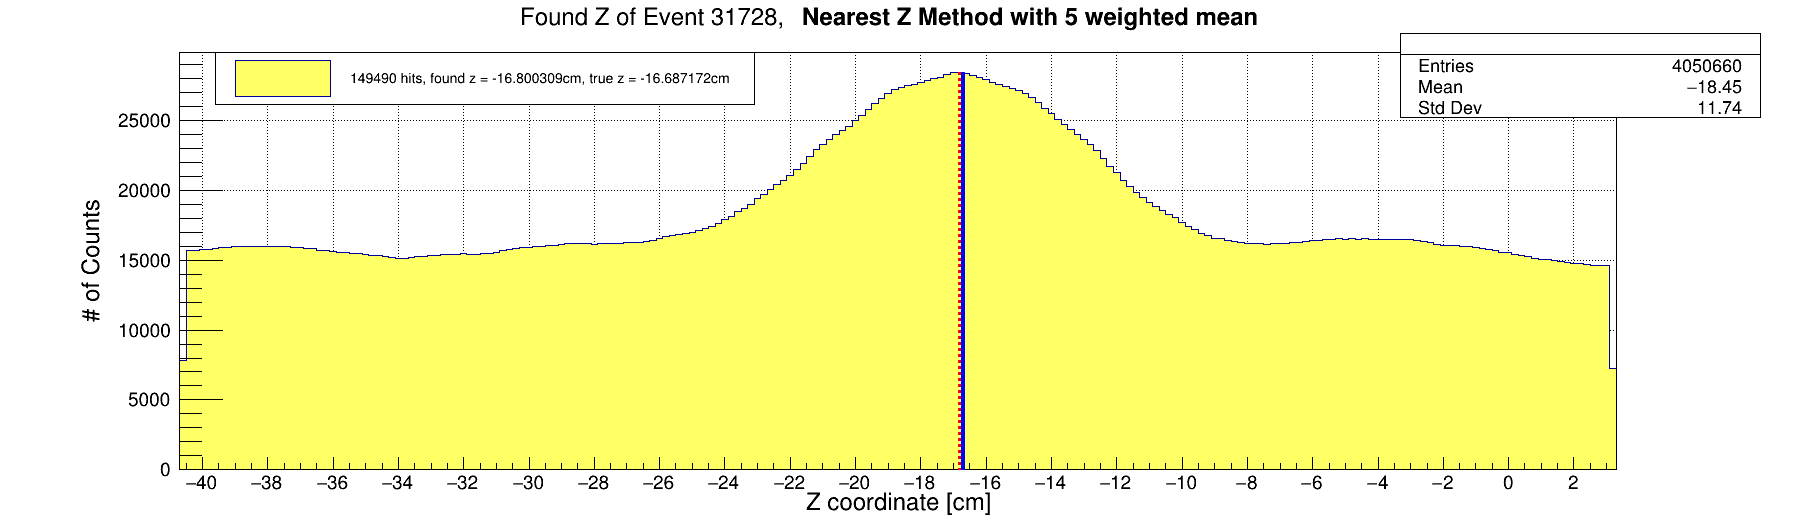 Found Z of Event 31728,   Nearest Z Method with 5 weighted mean
149490 hits, found z = -16.800309cm, true z = -16.687172cm
Entries 4050660
Mean −18.45
Std Dev 11.74
# of Counts
25000
20000
15000
10000
5000
0
−40 −38 −36 −34 −32 −30 −28 −26 −24 −22 −20 −18 −16 −14 −12 −10 −8 −6 −4 −2 0 2
Z coordinate [cm]